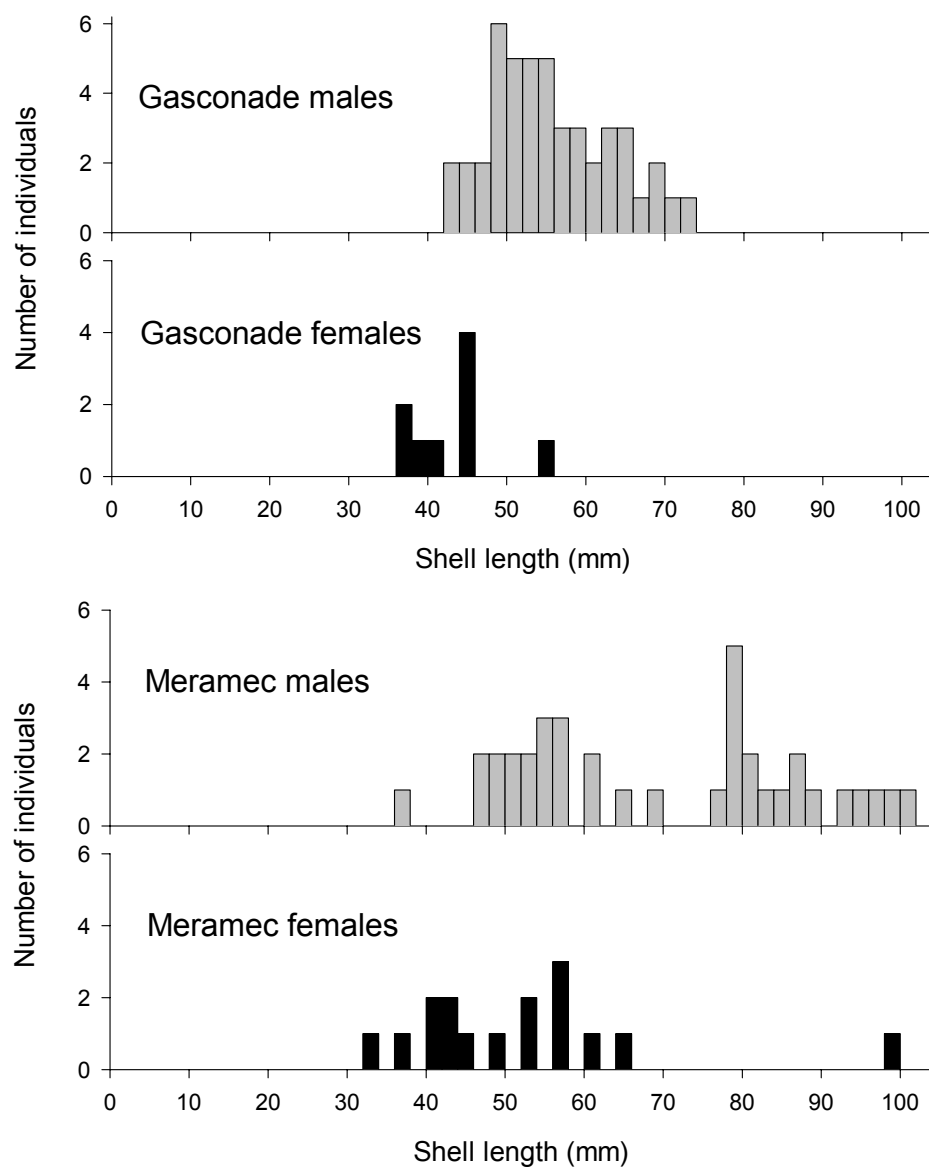 6
4
2
0
Gasconade males
Number of individuals
6
4
2
0
Gasconade females
0 10 20 30 40 50 60 70 80 90 100
Shell length (mm)
6
4
2
0
Meramec males
Number of individuals
6
4
2
0
Meramec females
0 10 20 30 40 50 60 70 80 90 100
Shell length (mm)